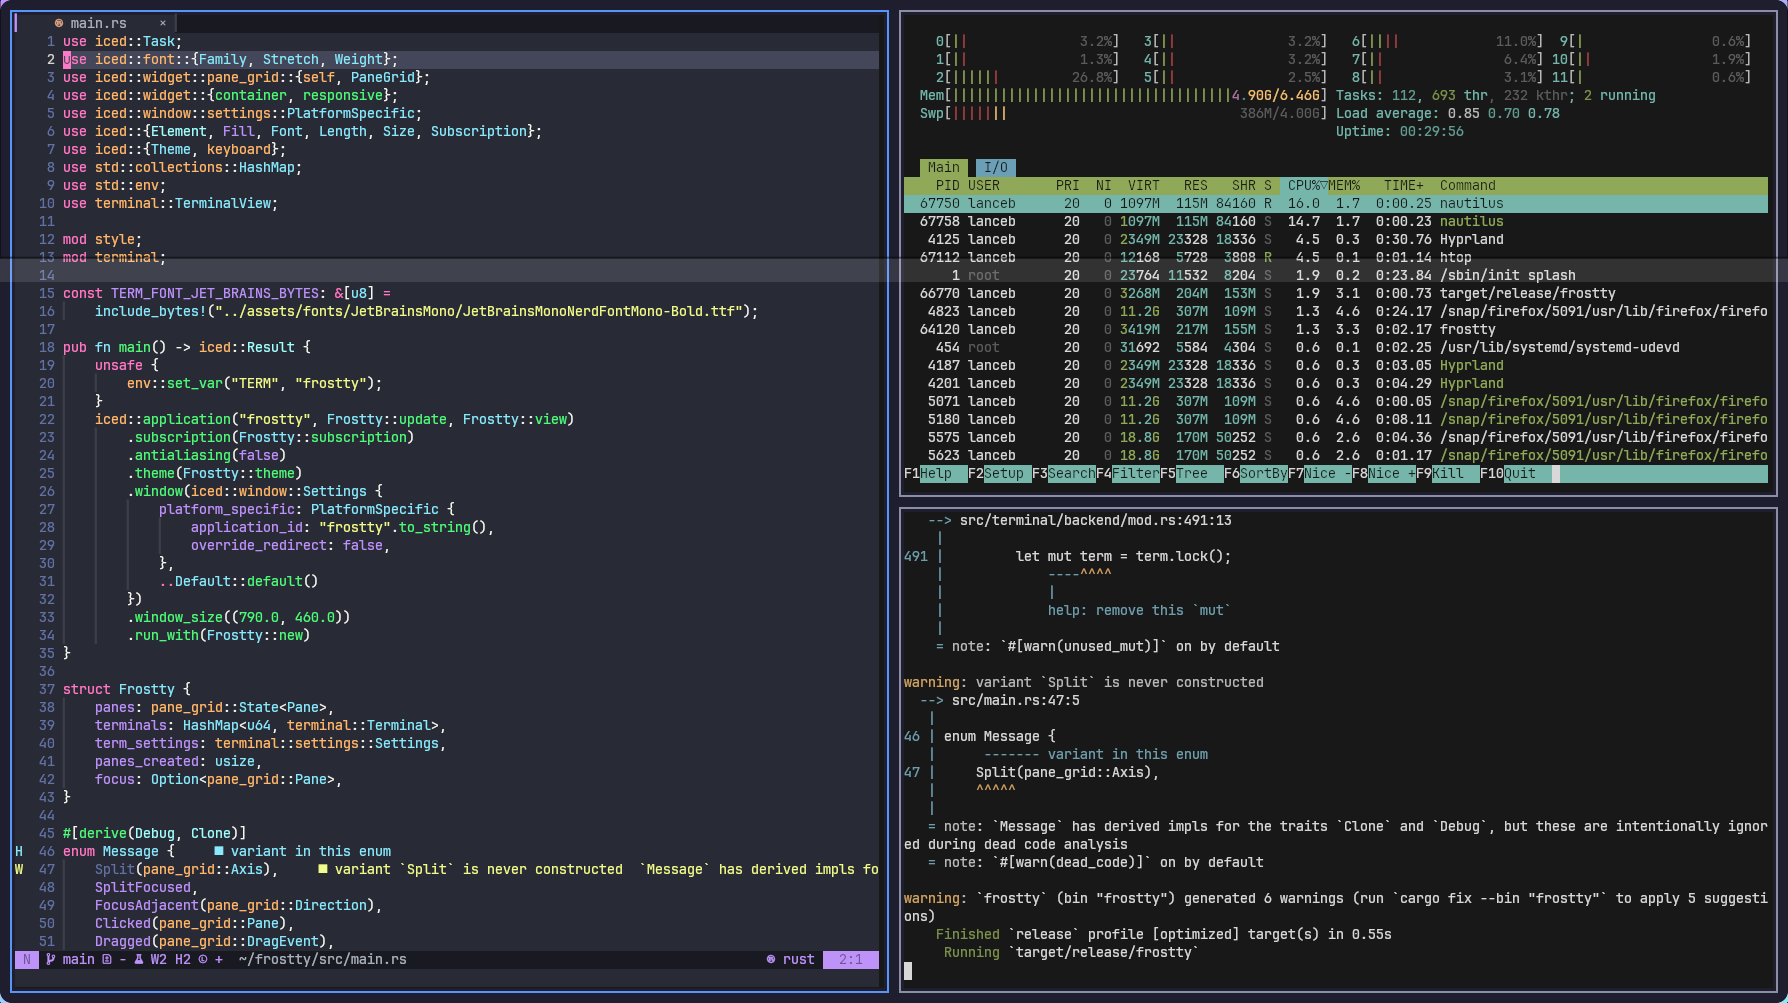 main.rs ×
1 use iced::Task;
2 use iced::font::{Family, Stretch, Weight};
3 use iced::widget::pane_grid::{self, PaneGrid};
4 use iced::widget::{container, responsive};
5 use iced::window::settings::PlatformSpecific;
6 use iced::{Element, Fill, Font, Length, Size, Subscription};
7 use iced::{Theme, keyboard};
8 use std::collections::HashMap;
9 use std::env;
10 use terminal::TerminalView;
11
12 mod style;
13 mod terminal;
14
15 const TERM_FONT_JET_BRAINS_BYTES: &[u8] =
16     include_bytes!("../assets/fonts/JetBrainsMono/JetBrainsMonoNerdFontMono-Bold.ttf");
17
18 pub fn main() -> iced::Result {
19     unsafe {
20         env::set_var("TERM", "frostty");
21     }
22     iced::application("frostty", Frostty::update, Frostty::view)
23         .subscription(Frostty::subscription)
24         .antialiasing(false)
25         .theme(Frostty::theme)
26         .window(iced::window::Settings {
27             platform_specific: PlatformSpecific {
28                 application_id: "frostty".to_string(),
29                 override_redirect: false,
30             },
31             ..Default::default()
32         })
33         .window_size((790.0, 460.0))
34         .run_with(Frostty::new)
35 }
36
37 struct Frostty {
38     panes: pane_grid::State<Pane>,
39     terminals: HashMap<u64, terminal::Terminal>,
40     term_settings: terminal::settings::Settings,
41     panes_created: usize,
42     focus: Option<pane_grid::Pane>,
43 }
44
45 #[derive(Debug, Clone)]
H 46 enum Message {     ■ variant in this enum
W 47     Split(pane_grid::Axis),     ■ variant `Split` is never constructed  `Message` has derived impls fo
48     SplitFocused,
49     FocusAdjacent(pane_grid::Direction),
50     Clicked(pane_grid::Pane),
51     Dragged(pane_grid::DragEvent),
N main - W2 H2 + ~/frostty/src/main.rs rust 2:1
0[|| 3.2%] 3[|| 3.2%] 6[|||| 11.0%] 9[| 0.6%]
1[|| 1.3%] 4[|| 3.2%] 7[|| 6.4%] 10[|| 1.9%]
2[|||||| 26.8%] 5[|| 2.5%] 8[|| 3.1%] 11[| 0.6%]
Mem[|||||||||||||||||||||||||||||||||||4.90G/6.46G] Tasks: 112, 693 thr, 232 kthr; 2 running
Swp[||||||| 386M/4.00G] Load average: 0.85 0.70 0.78
Uptime: 00:29:56
Main I/O
PID USER PRI NI VIRT RES SHR S CPU%▽MEM% TIME+ Command
67750 lanceb 20 0 1097M 115M 84160 R 16.0 1.7 0:00.25 nautilus
67758 lanceb 20 0 1097M 115M 84160 S 14.7 1.7 0:00.23 nautilus
4125 lanceb 20 0 2349M 23328 18336 S 4.5 0.3 0:30.76 Hyprland
67112 lanceb 20 0 12168 5728 3808 R 4.5 0.1 0:01.14 htop
1 root 20 0 23764 11532 8204 S 1.9 0.2 0:23.84 /sbin/init splash
66770 lanceb 20 0 3268M 204M 153M S 1.9 3.1 0:00.73 target/release/frostty
4823 lanceb 20 0 11.2G 307M 109M S 1.3 4.6 0:24.17 /snap/firefox/5091/usr/lib/firefox/firefo
64120 lanceb 20 0 3419M 217M 155M S 1.3 3.3 0:02.17 frostty
454 root 20 0 31692 5584 4304 S 0.6 0.1 0:02.25 /usr/lib/systemd/systemd-udevd
4187 lanceb 20 0 2349M 23328 18336 S 0.6 0.3 0:03.05 Hyprland
4201 lanceb 20 0 2349M 23328 18336 S 0.6 0.3 0:04.29 Hyprland
5071 lanceb 20 0 11.2G 307M 109M S 0.6 4.6 0:00.05 /snap/firefox/5091/usr/lib/firefox/firefo
5180 lanceb 20 0 11.2G 307M 109M S 0.6 4.6 0:08.11 /snap/firefox/5091/usr/lib/firefox/firefo
5575 lanceb 20 0 18.8G 170M 50252 S 0.6 2.6 0:04.36 /snap/firefox/5091/usr/lib/firefox/firefo
5623 lanceb 20 0 18.8G 170M 50252 S 0.6 2.6 0:01.17 /snap/firefox/5091/usr/lib/firefox/firefo
F1Help F2Setup F3SearchF4FilterF5Tree F6SortByF7Nice -F8Nice +F9Kill F10Quit
--> src/terminal/backend/mod.rs:491:13
|
491 |         let mut term = term.lock();
|             ----^^^^
|             |
|             help: remove this `mut`
|
= note: `#[warn(unused_mut)]` on by default
warning: variant `Split` is never constructed
--> src/main.rs:47:5
|
46 | enum Message {
|      ------- variant in this enum
47 |     Split(pane_grid::Axis),
|     ^^^^^
|
= note: `Message` has derived impls for the traits `Clone` and `Debug`, but these are intentionally ignor
ed during dead code analysis
= note: `#[warn(dead_code)]` on by default
warning: `frostty` (bin "frostty") generated 6 warnings (run `cargo fix --bin "frostty"` to apply 5 suggesti
ons)
Finished `release` profile [optimized] target(s) in 0.55s
Running `target/release/frostty`